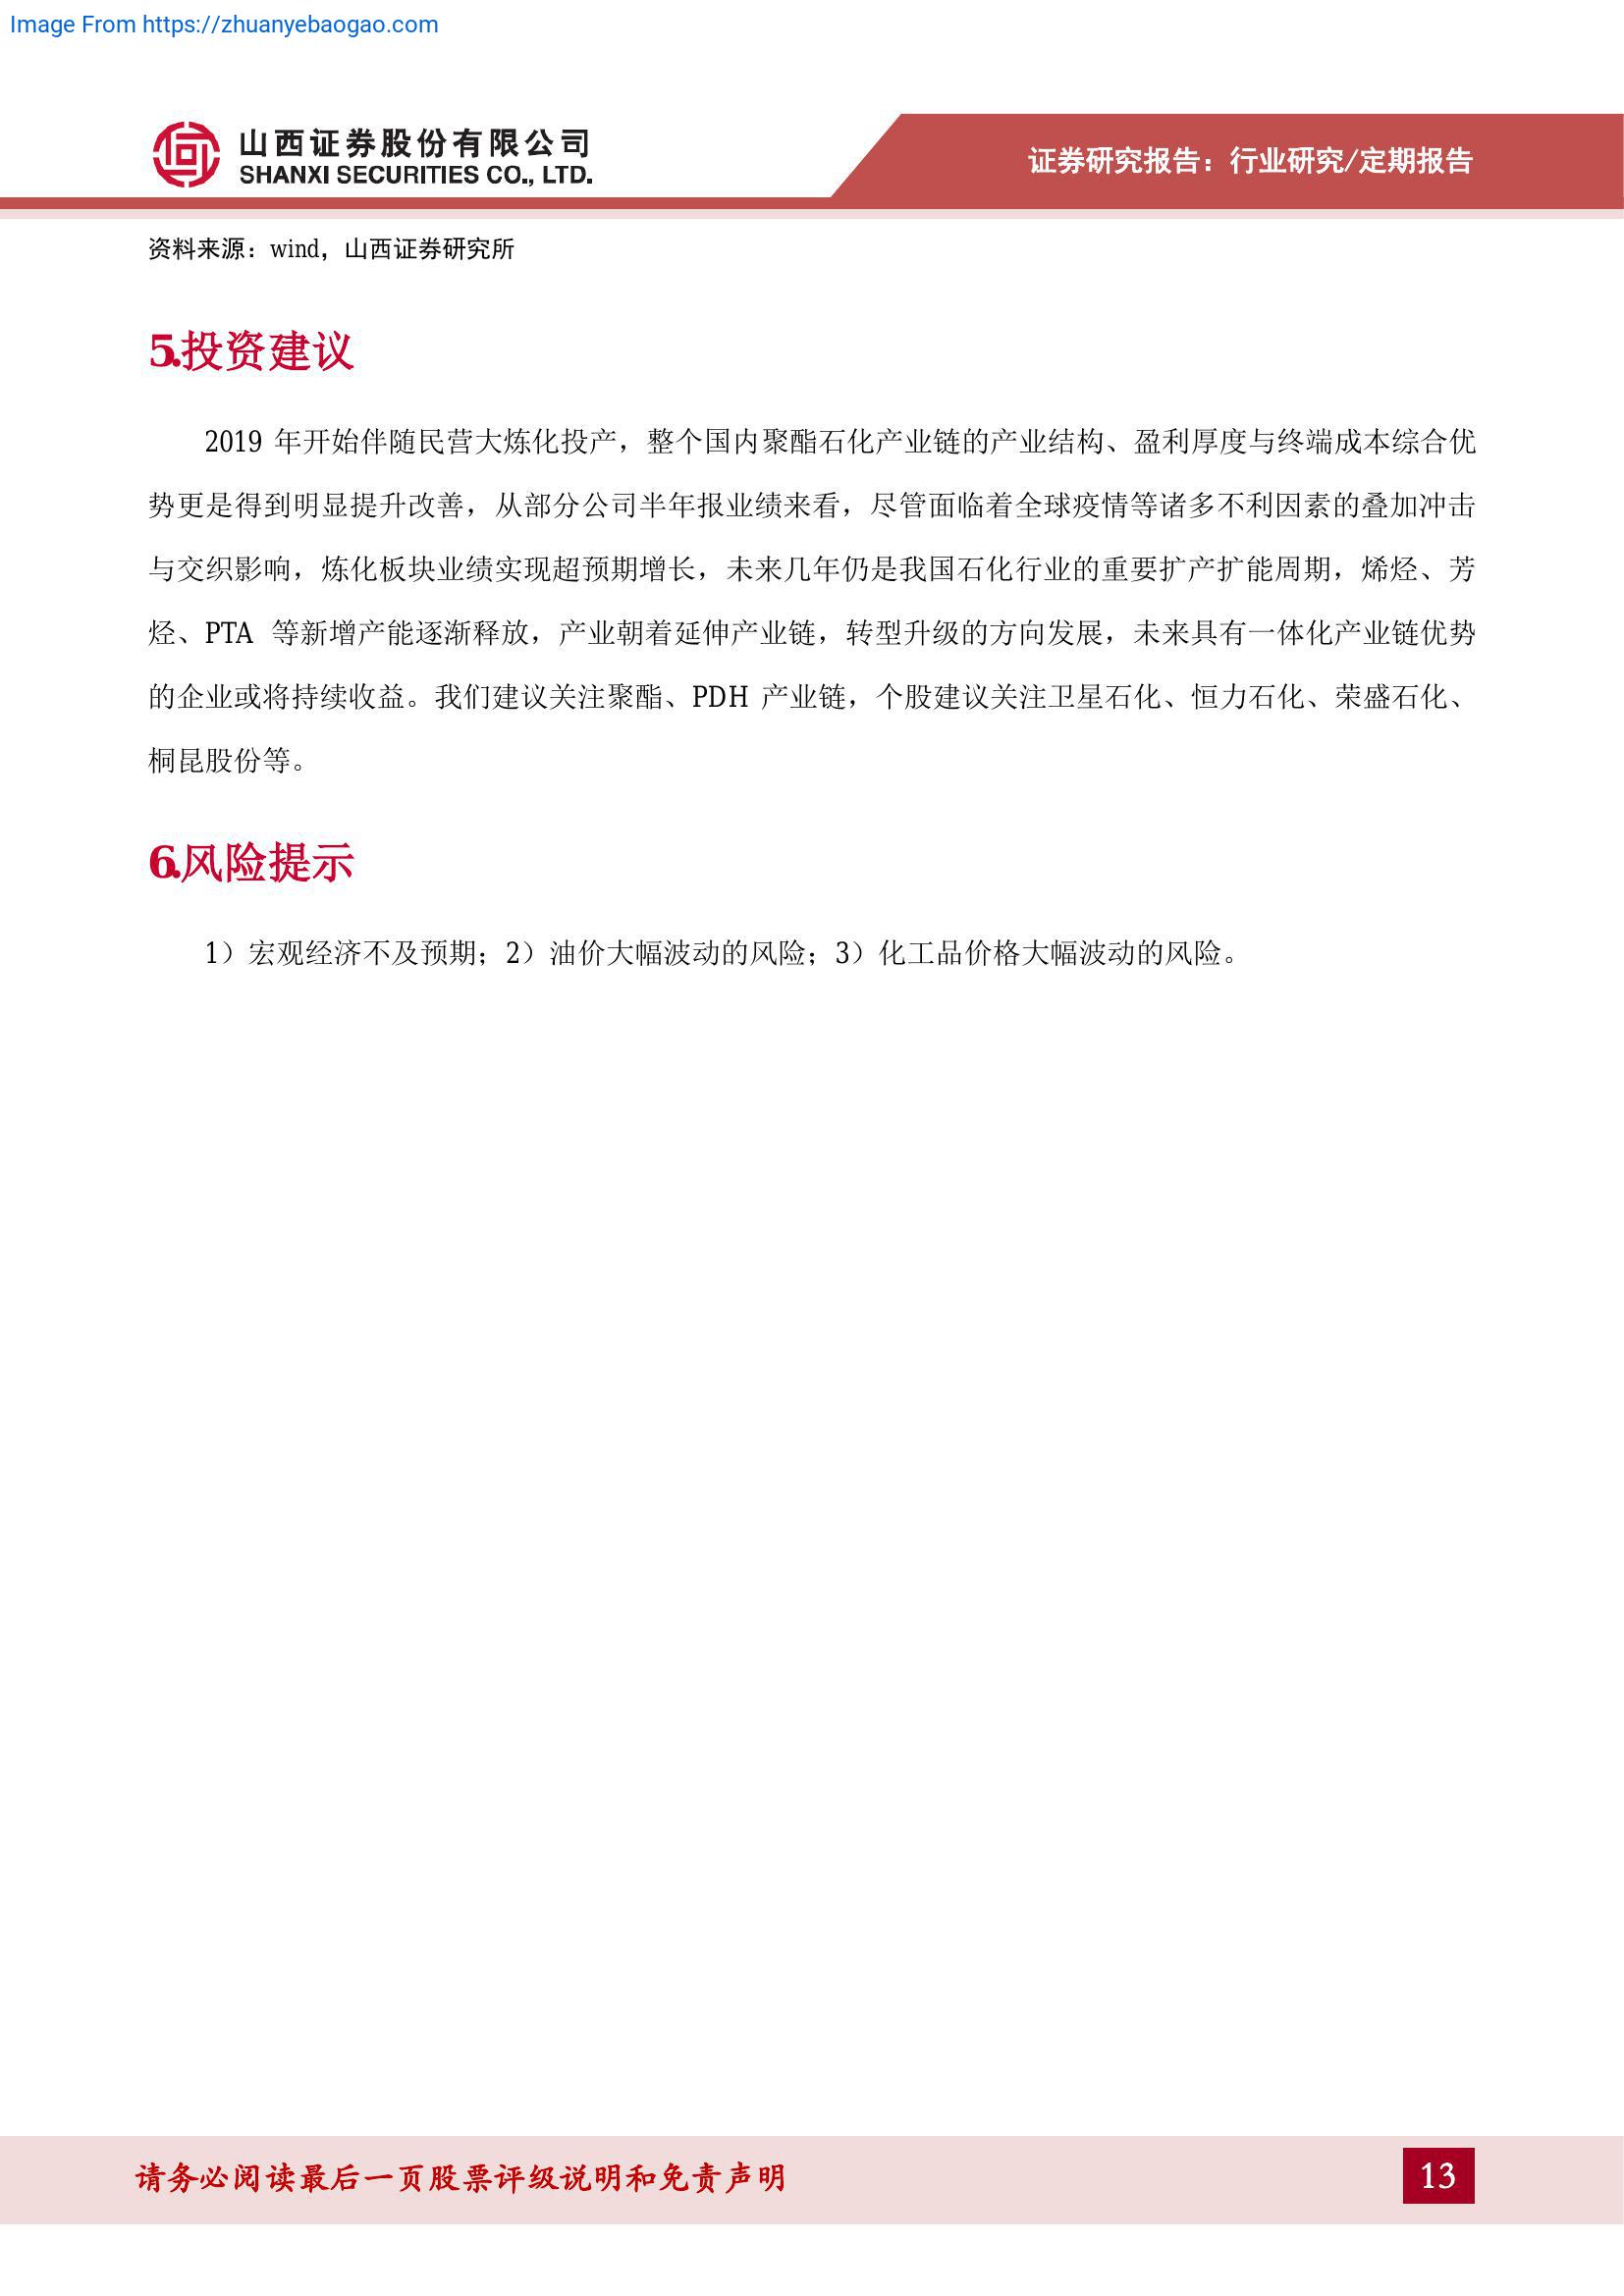 Image From https://zhuanyebaogao.com
山西证券股份有限公司
SHANXI SECURITIES CO., LTD.
证券研究报告：行业研究/定期报告
资料来源：wind，山西证券研究所
5.投资建议
2019 年开始伴随民营大炼化投产，整个国内聚酯石化产业链的产业结构、盈利厚度与终端成本综合优
势更是得到明显提升改善，从部分公司半年报业绩来看，尽管面临着全球疫情等诸多不利因素的叠加冲击
与交织影响，炼化板块业绩实现超预期增长，未来几年仍是我国石化行业的重要扩产扩能周期，烯烃、芳
烃、PTA 等新增产能逐渐释放，产业朝着延伸产业链，转型升级的方向发展，未来具有一体化产业链优势
的企业或将持续收益。我们建议关注聚酯、PDH 产业链，个股建议关注卫星石化、恒力石化、荣盛石化、
桐昆股份等。
6.风险提示
1）宏观经济不及预期；2）油价大幅波动的风险；3）化工品价格大幅波动的风险。
请务必阅读最后一页股票评级说明和免责声明
13